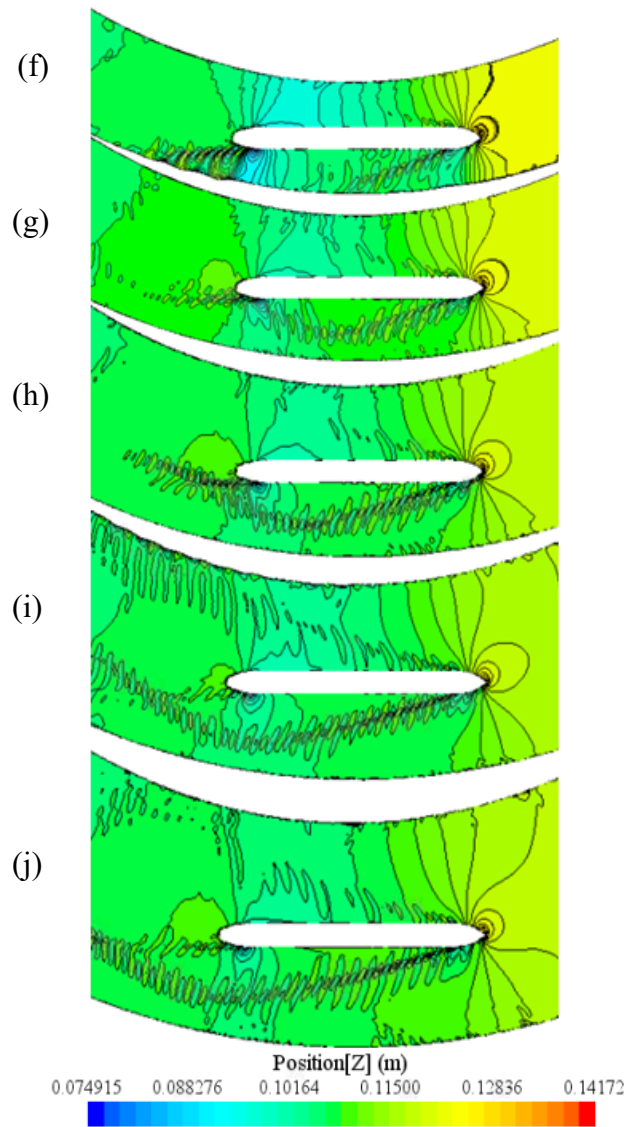 (f)
(g)
(h)
(i)
(j)
Position[Z] (m)
0.074915 0.088276 0.10164 0.11500 0.12836 0.14172